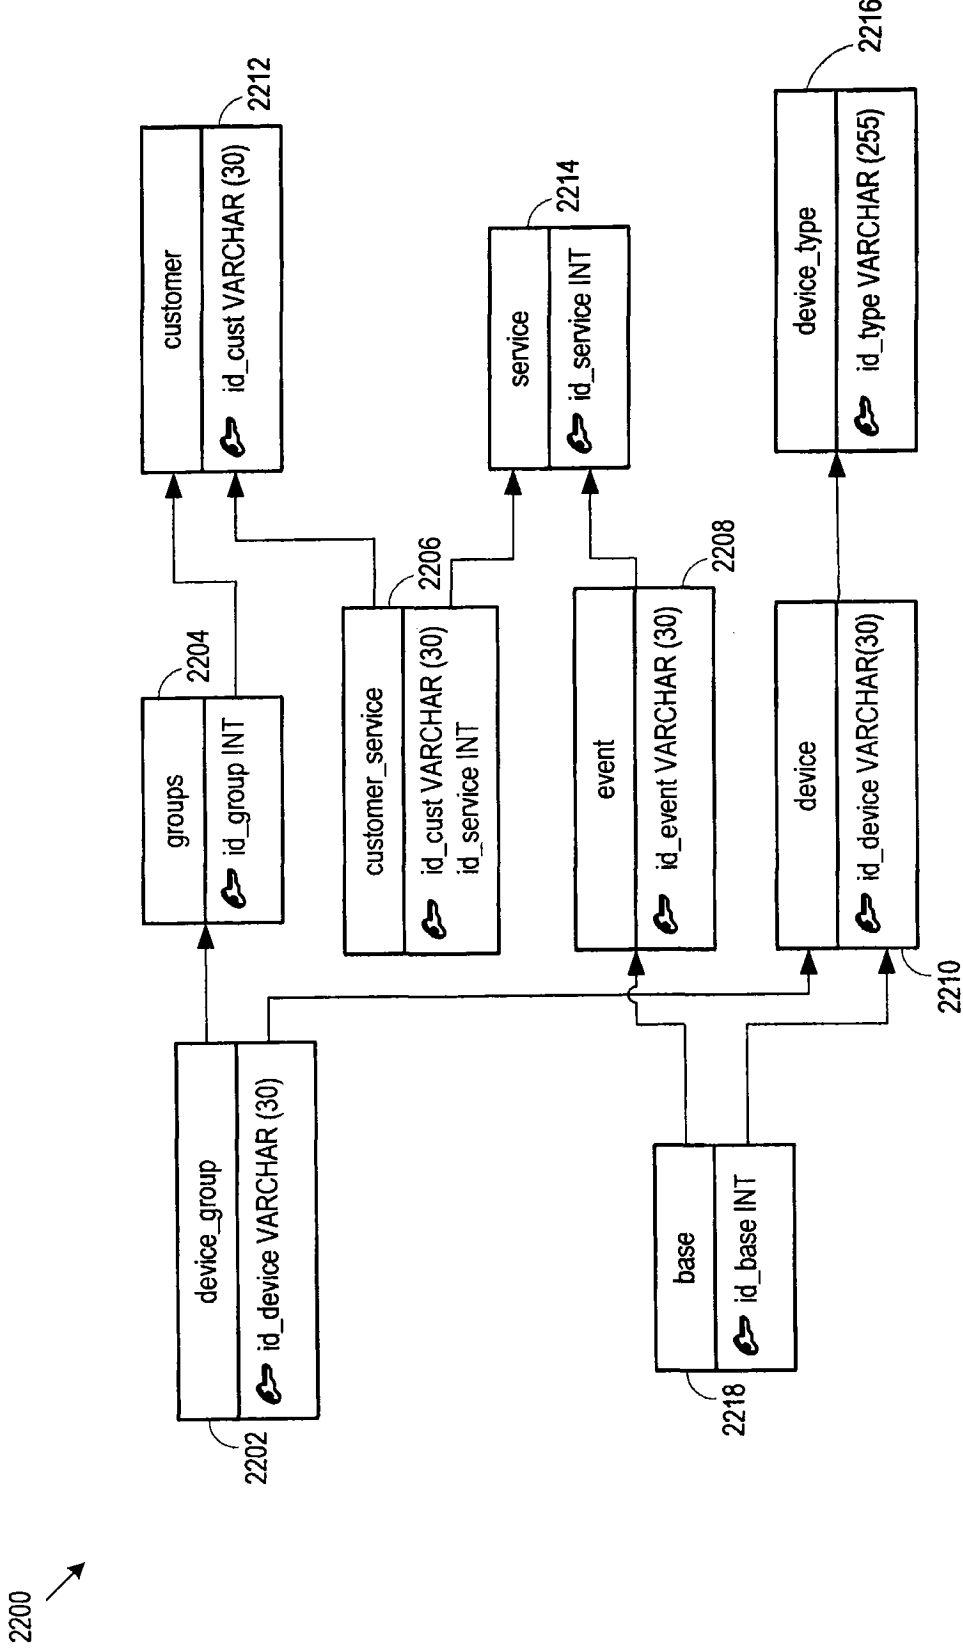 2200
device_group
id_device VARCHAR (30)
2202
groups
id_group INT
2204
customer
id_cust VARCHAR (30)
2212
customer_service
id_cust VARCHAR (30)
id_service INT
2206
service
id_service INT
2214
event
id_event VARCHAR (30)
2208
base
id_base INT
2218
device
id_device VARCHAR(30)
2210
device_type
id_type VARCHAR (255)
2216